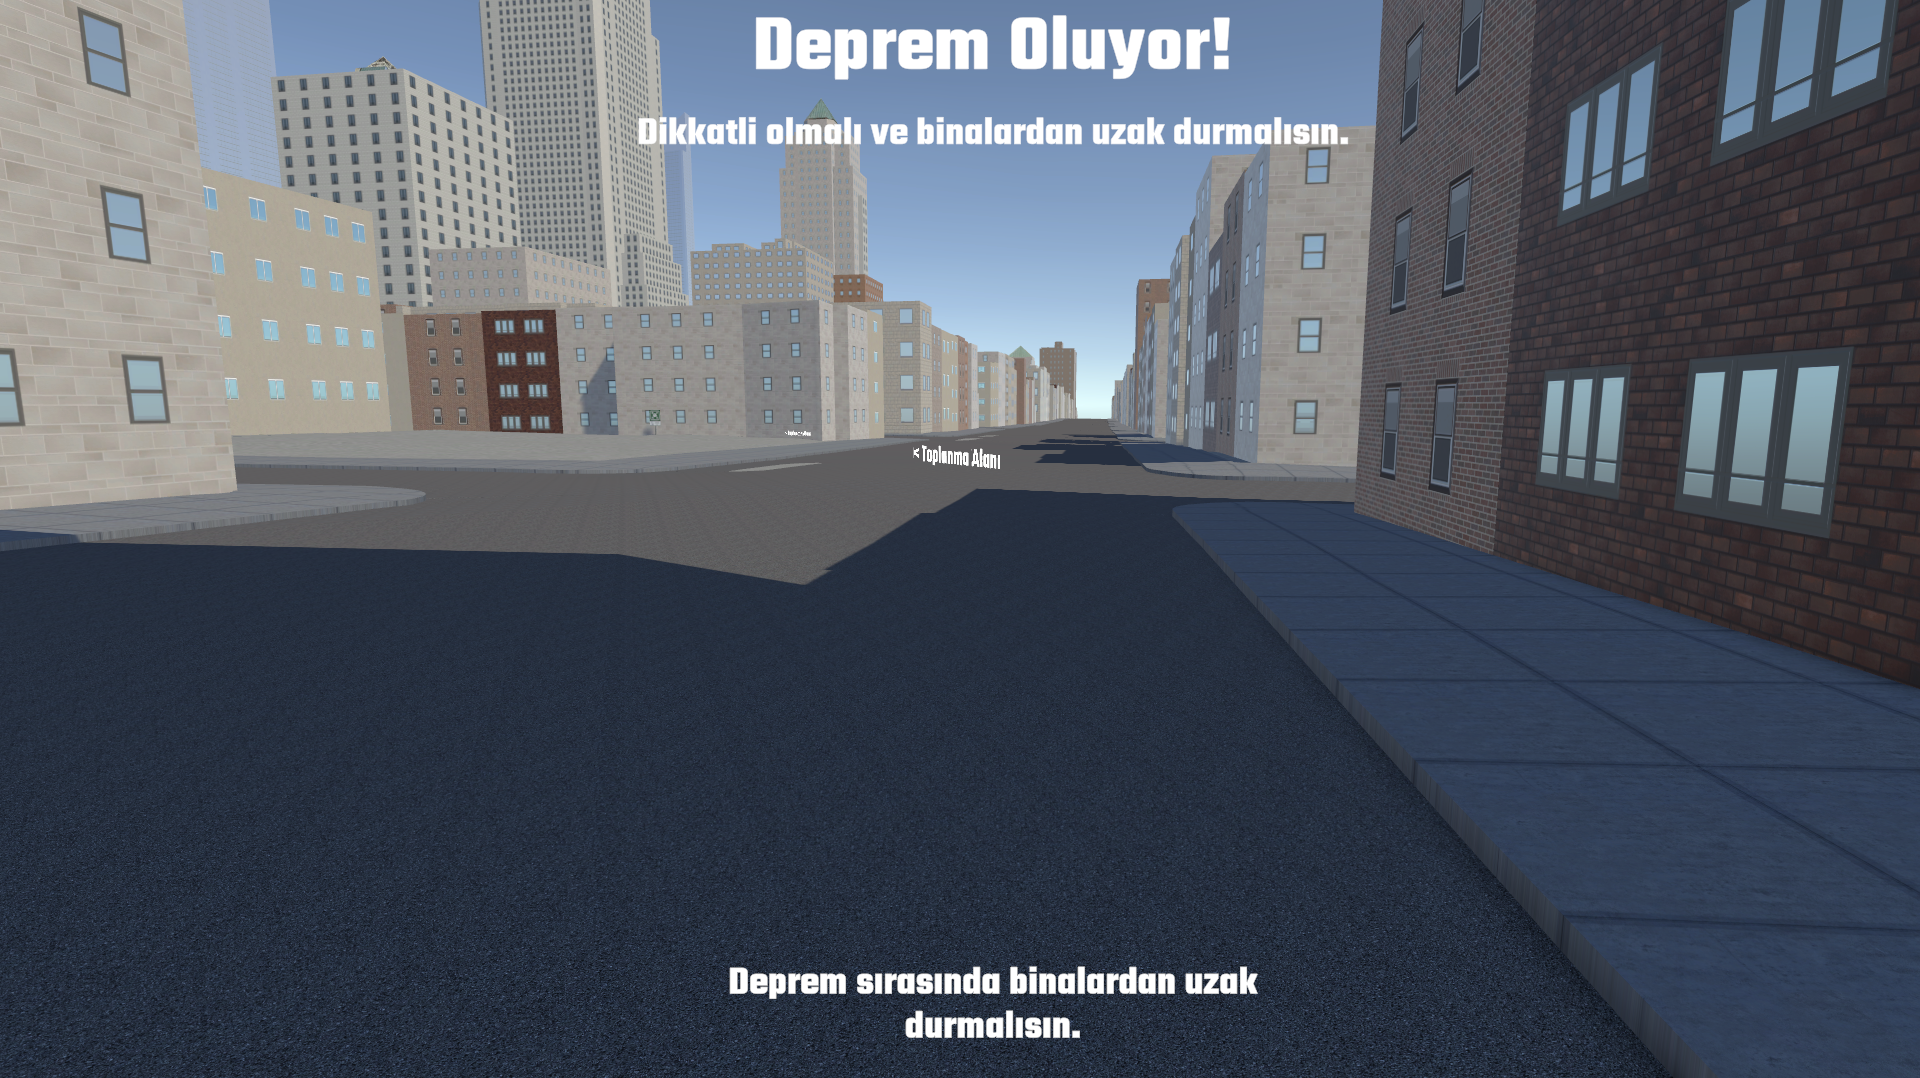 Deprem Oluyor!
Dikkatli olmalı ve binalardan uzak durmalısın.
< Toplanma Alanı
Deprem sırasında binalardan uzak
durmalısın.